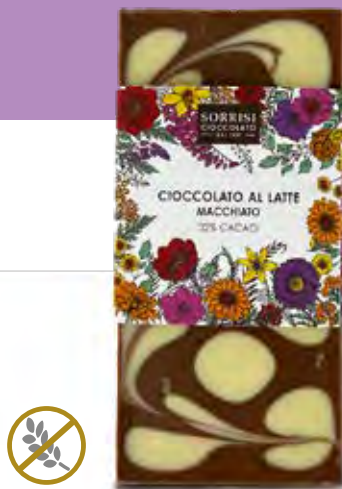 SORRISI
CIOCCOLATO
CIOCCOLATO AL LATTE
MACCHIATO
32% CACAO